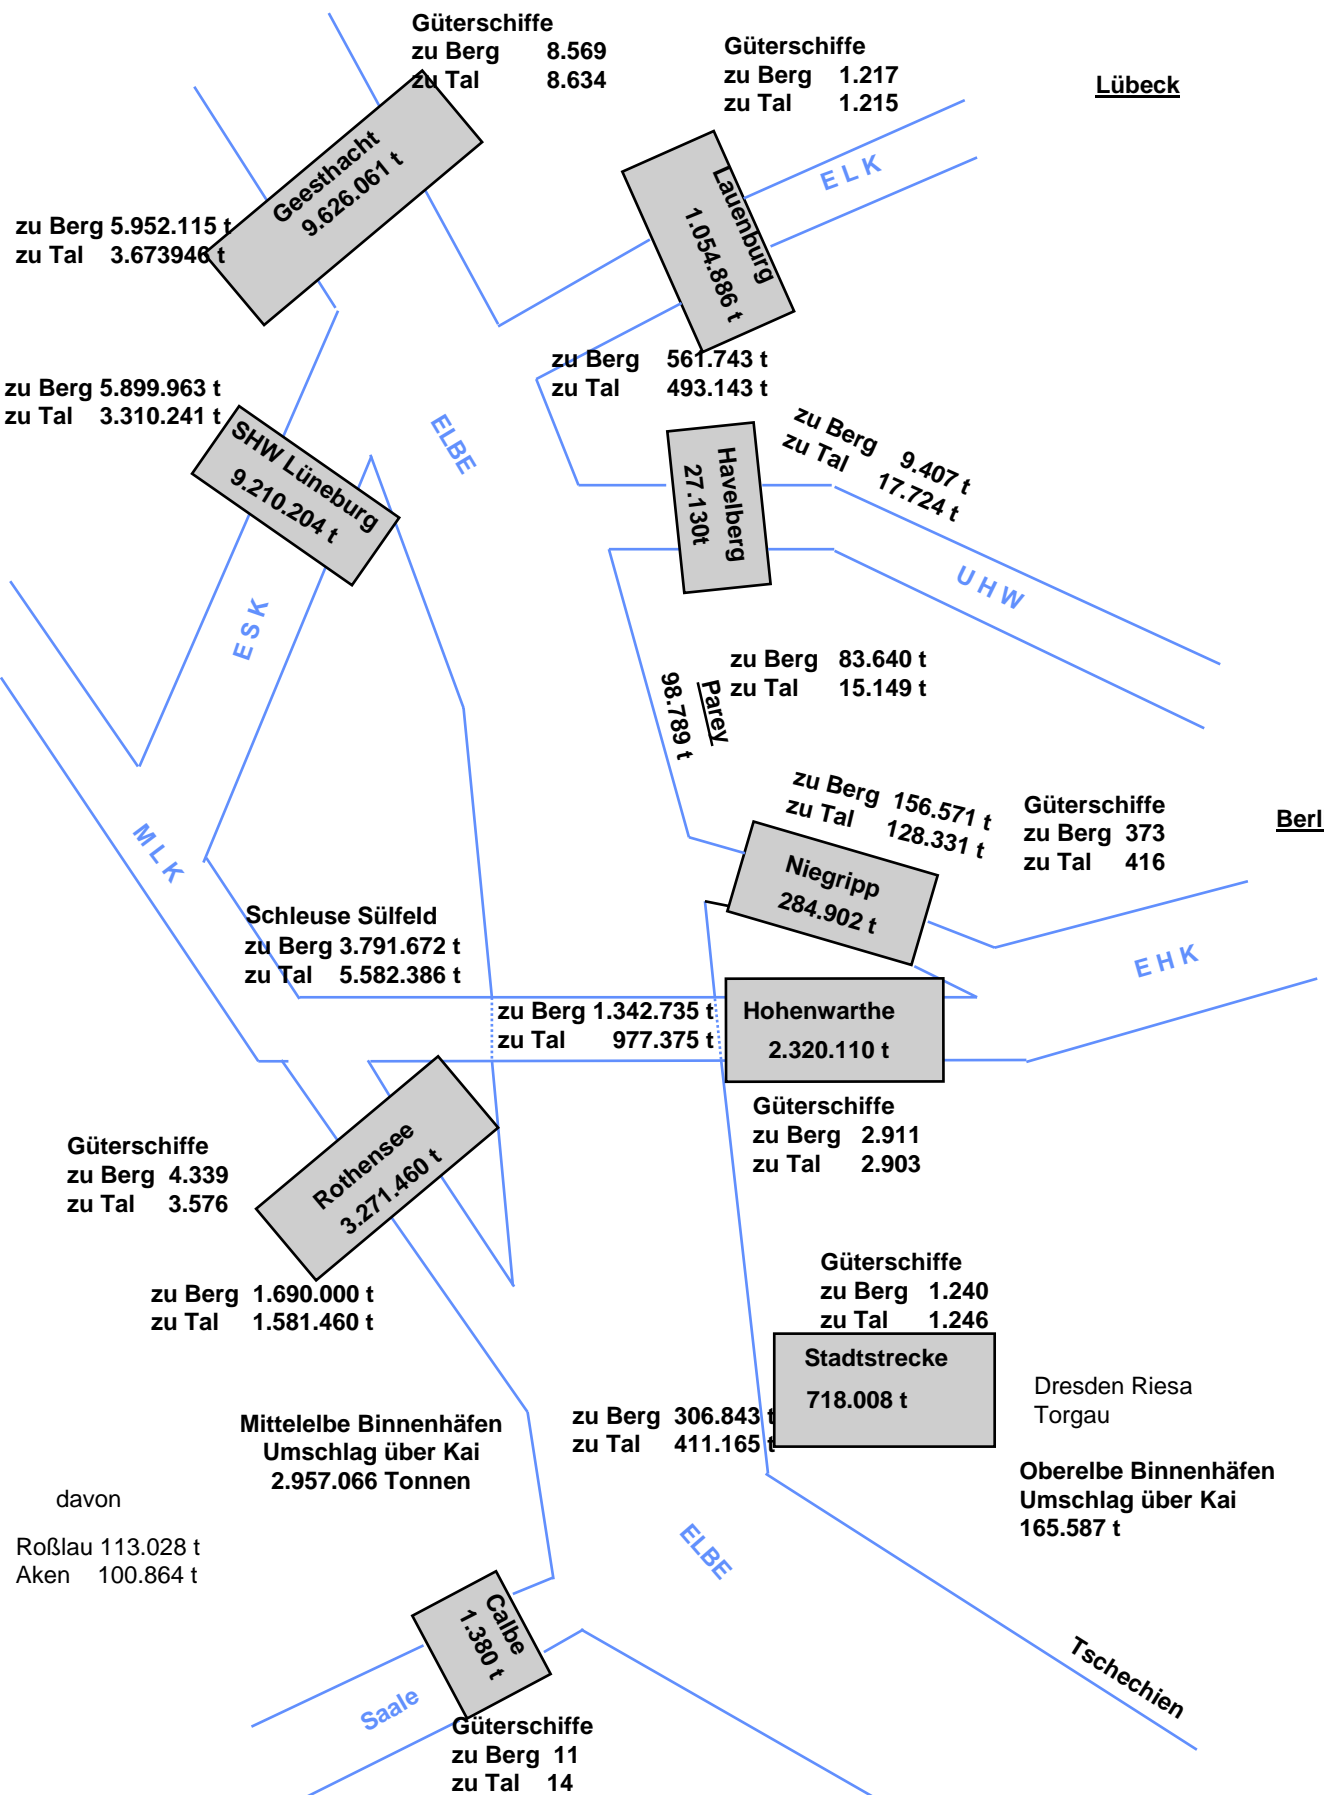 Güterschiffe
zu Berg 8.569
zu Tal 8.634
Güterschiffe
zu Berg 1.217
zu Tal 1.215
Lübeck
Geesthacht
9.626.061 t
Lauenburg
1.054.886 t
ELK
zu Berg 5.952.115 t
zu Tal 3.673946 t
zu Berg 561.743 t
zu Tal 493.143 t
zu Berg 5.899.963 t
zu Tal 3.310.241 t
SHW Lüneburg
9.210.204 t
ELBE
Havelberg
27.130t
zu Berg 9.407 t
zu Tal 17.724 t
UHW
ESK
zu Berg 83.640 t
zu Tal 15.149 t
Parey
98.789 t
zu Berg 156.571 t
zu Tal 128.331 t
Güterschiffe
zu Berg 373
zu Tal 416
Berl
MLK
Niegripp
284.902 t
EHK
Schleuse Sülfeld
zu Berg 3.791.672 t
zu Tal 5.582.386 t
zu Berg 1.342.735 t
zu Tal 977.375 t
Hohenwarthe
2.320.110 t
Güterschiffe
zu Berg 2.911
zu Tal 2.903
Güterschiffe
zu Berg 4.339
zu Tal 3.576
Rothensee
3.271.460 t
zu Berg 1.690.000 t
zu Tal 1.581.460 t
Güterschiffe
zu Berg 1.240
zu Tal 1.246
Stadtstrecke
718.008 t
zu Berg 306.843 t
zu Tal 411.165 t
Dresden Riesa
Torgau
Mittelelbe Binnenhäfen
Umschlag über Kai
2.957.066 Tonnen
Oberelbe Binnenhäfen
Umschlag über Kai
165.587 t
davon
Roßlau 113.028 t
Aken 100.864 t
ELBE
Calbe
1.380 t
Tschechien
Saale
Güterschiffe
zu Berg 11
zu Tal 14